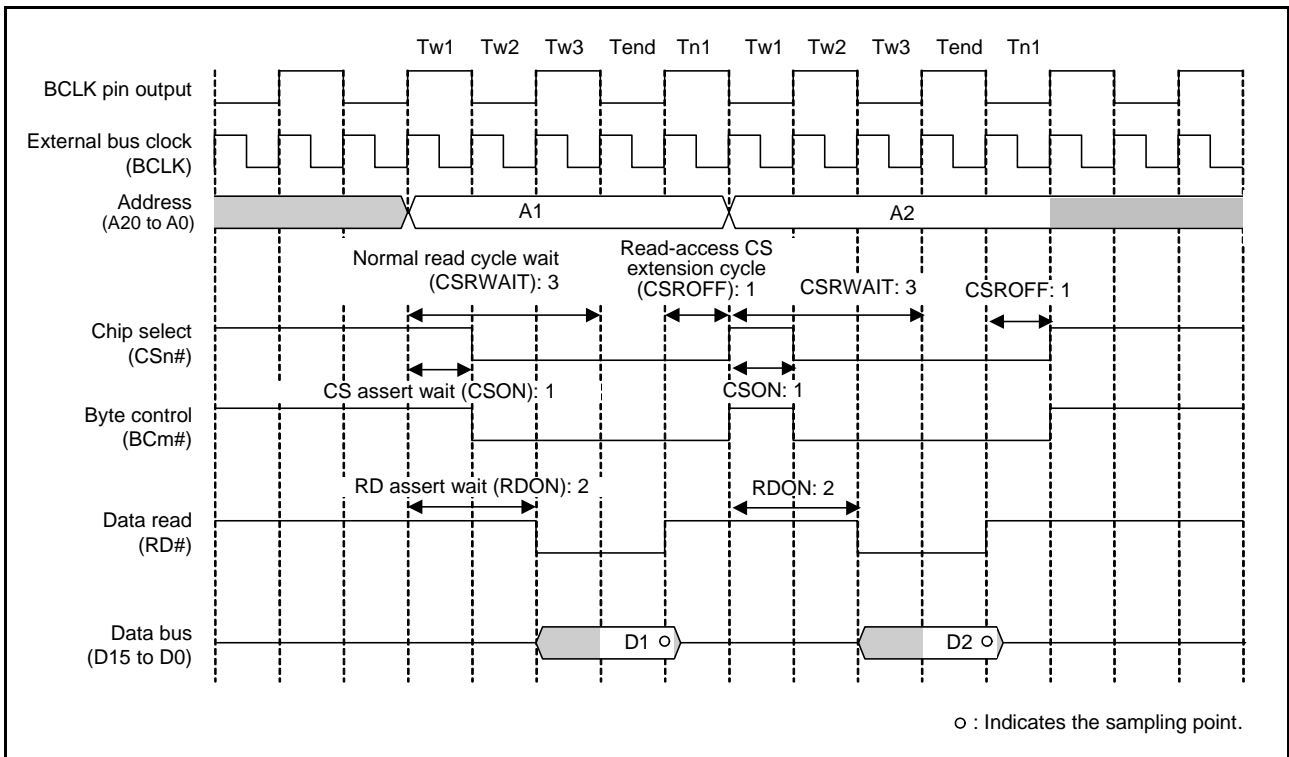 Tw1 Tw2 Tw3 Tend Tn1 Tw1 Tw2 Tw3 Tend Tn1
BCLK pin output
External bus clock
(BCLK)
Address
(A20 to A0)
A1
A2
Normal read cycle wait
(CSRWAIT): 3
Read-access CS
extension cycle
(CSROFF): 1
CSRWAIT: 3
CSROFF: 1
Chip select
(CSn#)
CS assert wait (CSON): 1
CSON: 1
Byte control
(BCm#)
RD assert wait (RDON): 2
RDON: 2
Data read
(RD#)
Data bus
(D15 to D0)
D1
D2
: Indicates the sampling point.